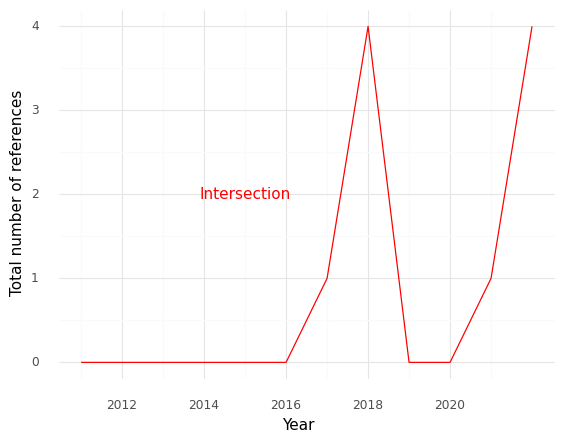 4
3
2
1
0
Total number of references
Intersection
2012 2014 2016 2018 2020
Year